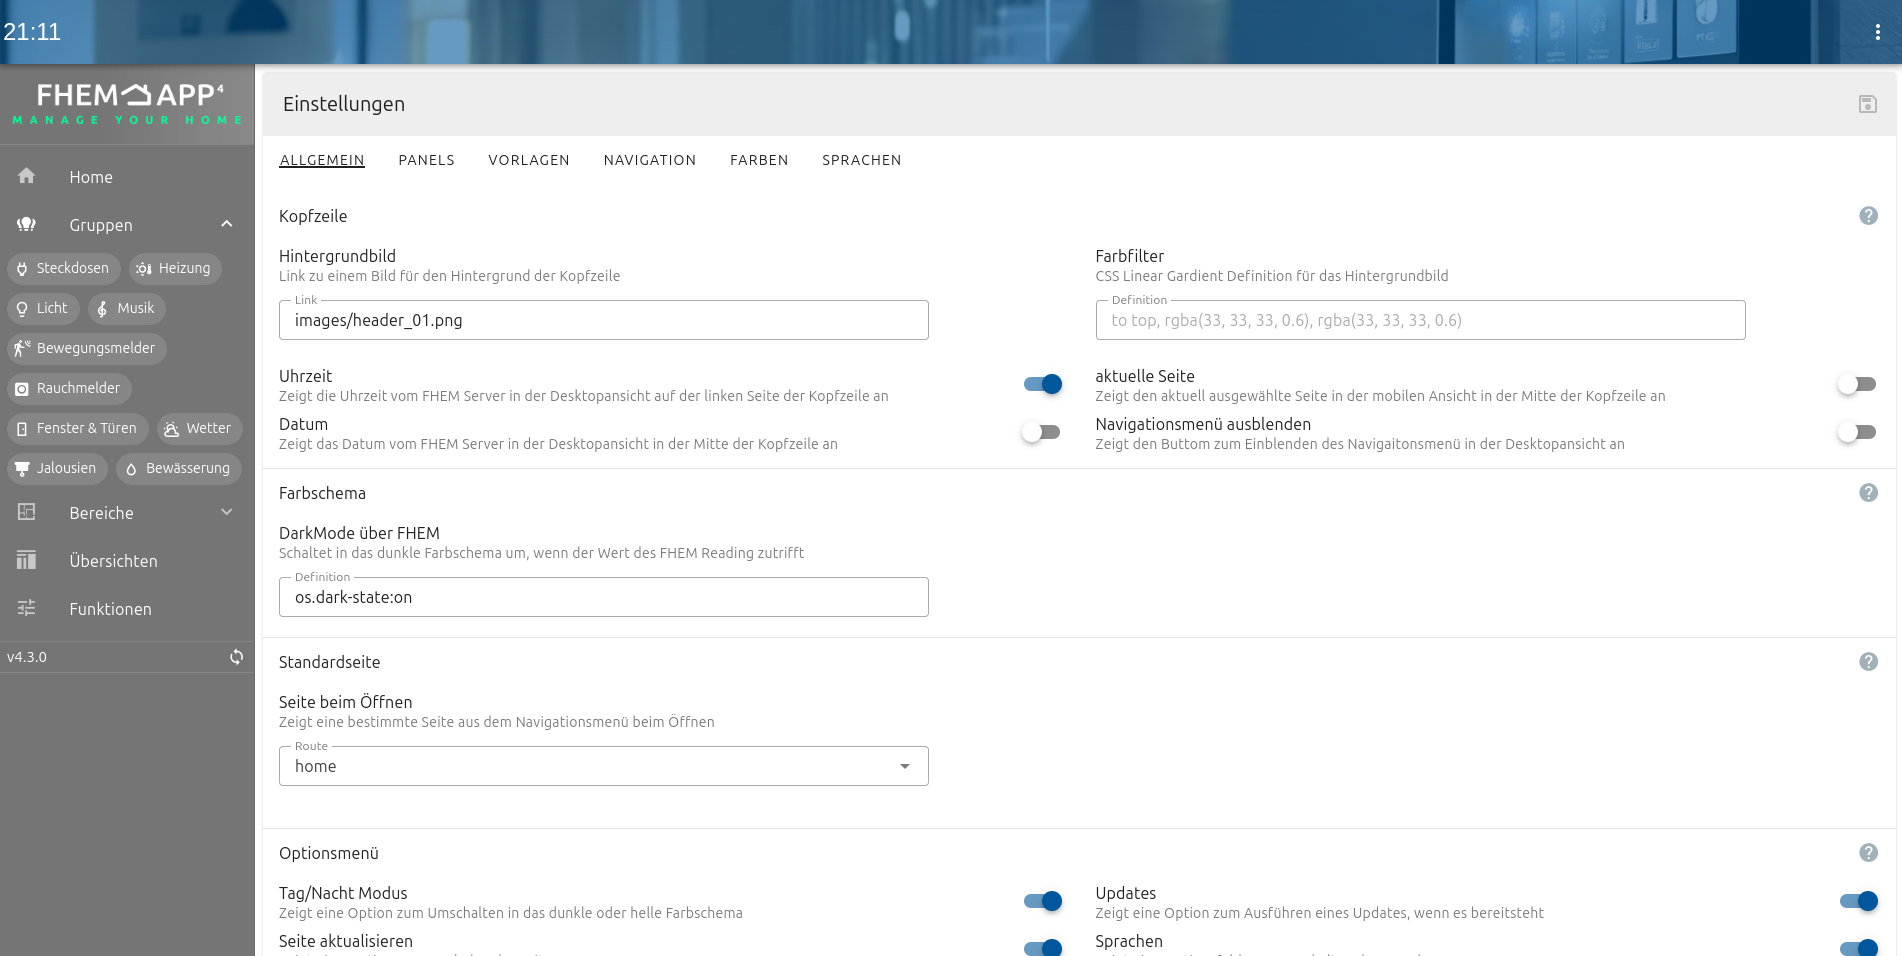 21:11
FHEM APP4
MANAGE YOUR HOME
Home
Gruppen
Steckdosen
Heizung
Licht
Musik
Bewegungsmelder
Rauchmelder
Fenster & Türen
Wetter
Jalousien
Bewässerung
Bereiche
Übersichten
Funktionen
v4.3.0
Einstellungen
ALLGEMEIN PANELS VORLAGEN NAVIGATION FARBEN SPRACHEN
Kopfzeile
Hintergrundbild
Link zu einem Bild für den Hintergrund der Kopfzeile
Link
images/header_01.png
Farbfilter
CSS Linear Gardient Definition für das Hintergrundbild
Definition
to top, rgba(33, 33, 33, 0.6), rgba(33, 33, 33, 0.6)
Uhrzeit
Zeigt die Uhrzeit vom FHEM Server in der Desktopansicht auf der linken Seite der Kopfzeile an
aktuelle Seite
Zeigt den aktuell ausgewählte Seite in der mobilen Ansicht in der Mitte der Kopfzeile an
Datum
Zeigt das Datum vom FHEM Server in der Desktopansicht in der Mitte der Kopfzeile an
Navigationsmenü ausblenden
Zeigt den Buttom zum Einblenden des Navigaitonsmenü in der Desktopansicht an
Farbschema
DarkMode über FHEM
Schaltet in das dunkle Farbschema um, wenn der Wert des FHEM Reading zutrifft
Definition
os.dark-state:on
Standardseite
Seite beim Öffnen
Zeigt eine bestimmte Seite aus dem Navigationsmenü beim Öffnen
Route
home
Optionsmenü
Tag/Nacht Modus
Zeigt eine Option zum Umschalten in das dunkle oder helle Farbschema
Updates
Zeigt eine Option zum Ausführen eines Updates, wenn es bereitsteht
Seite aktualisieren
Sprachen